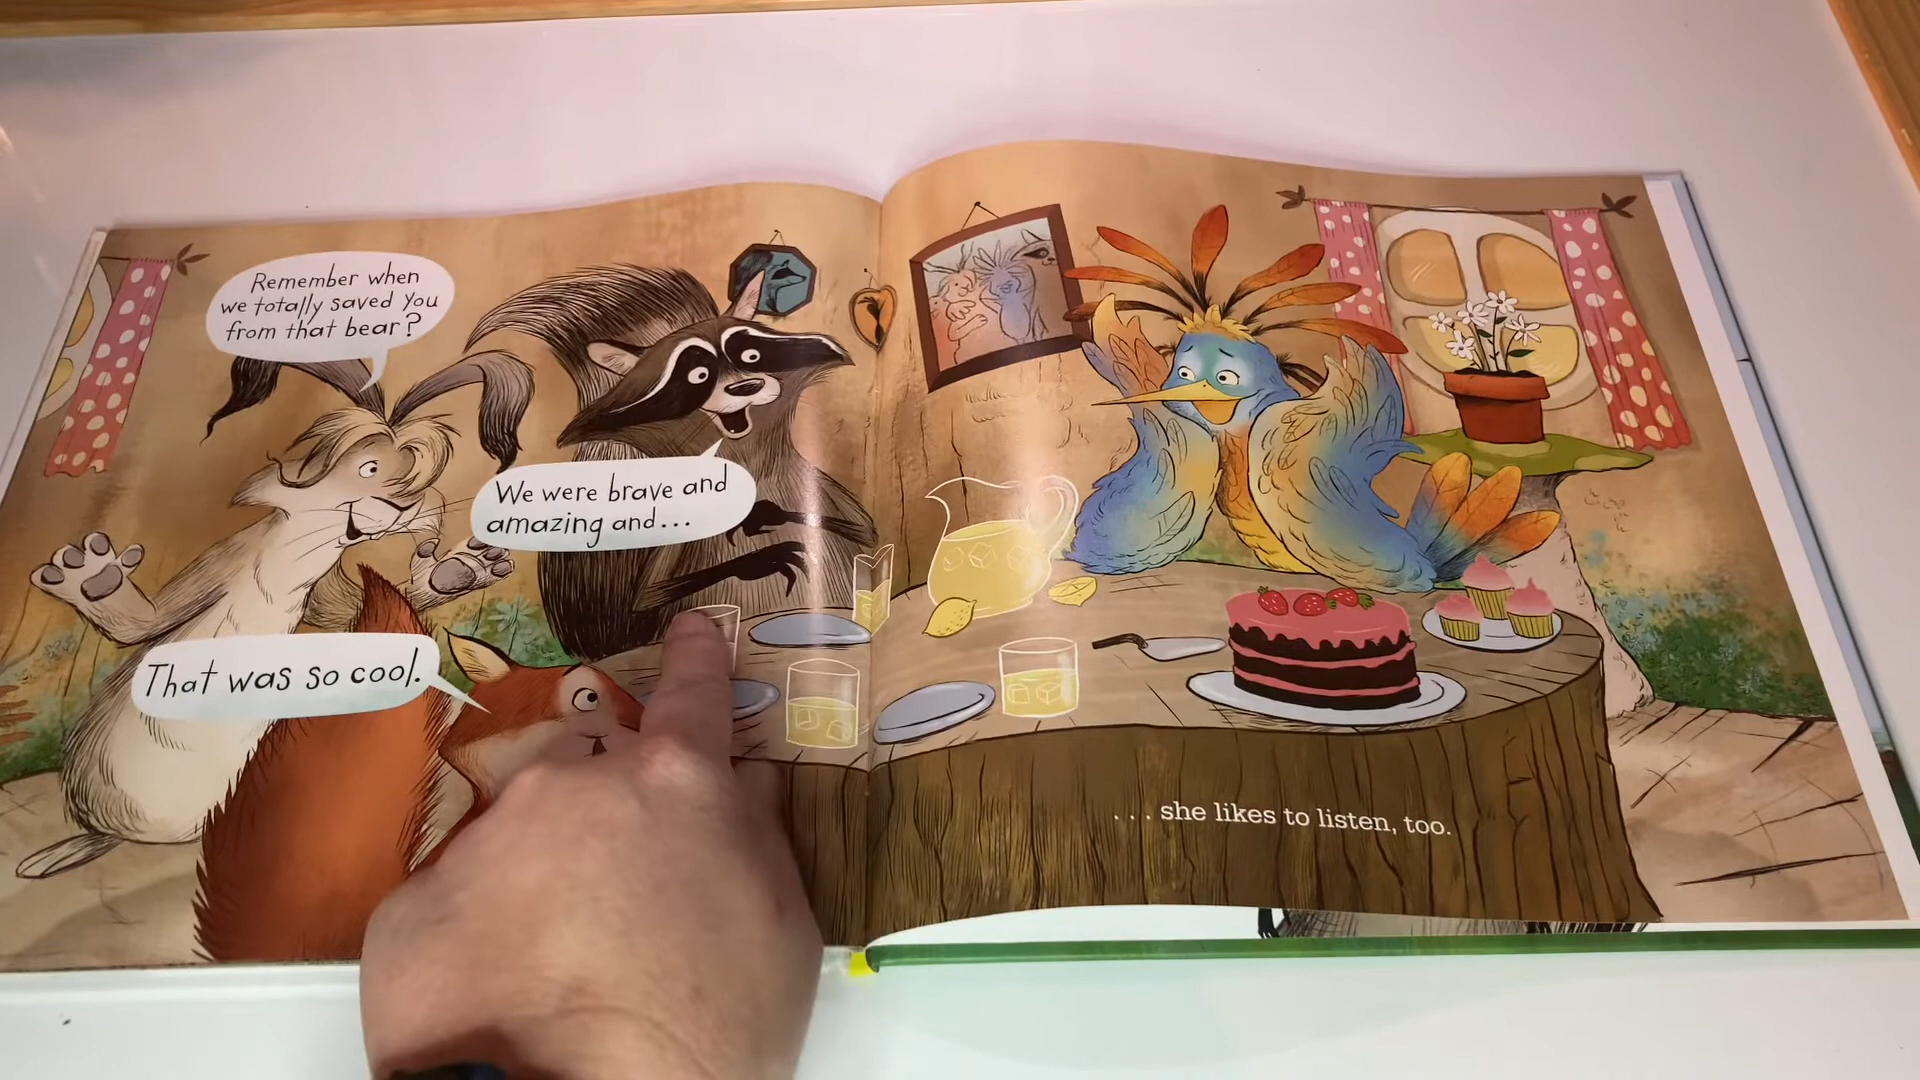 Remember when
we totally saved you
from that bear?
We were brave and
amazing and...
That was so cool.
. . . she likes to listen, too.